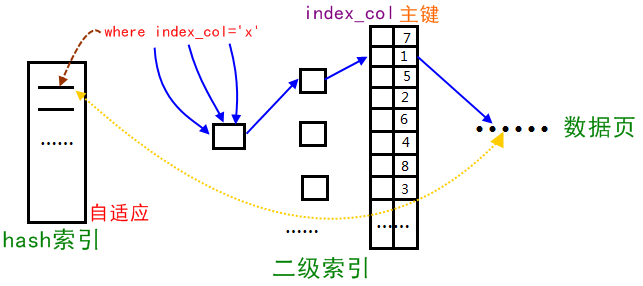 index_col 主键
where index_col='x'
7
1
5
2
6
4
8
3
......
......
......
......
...... 数据页
自适应
hash索引
二级索引